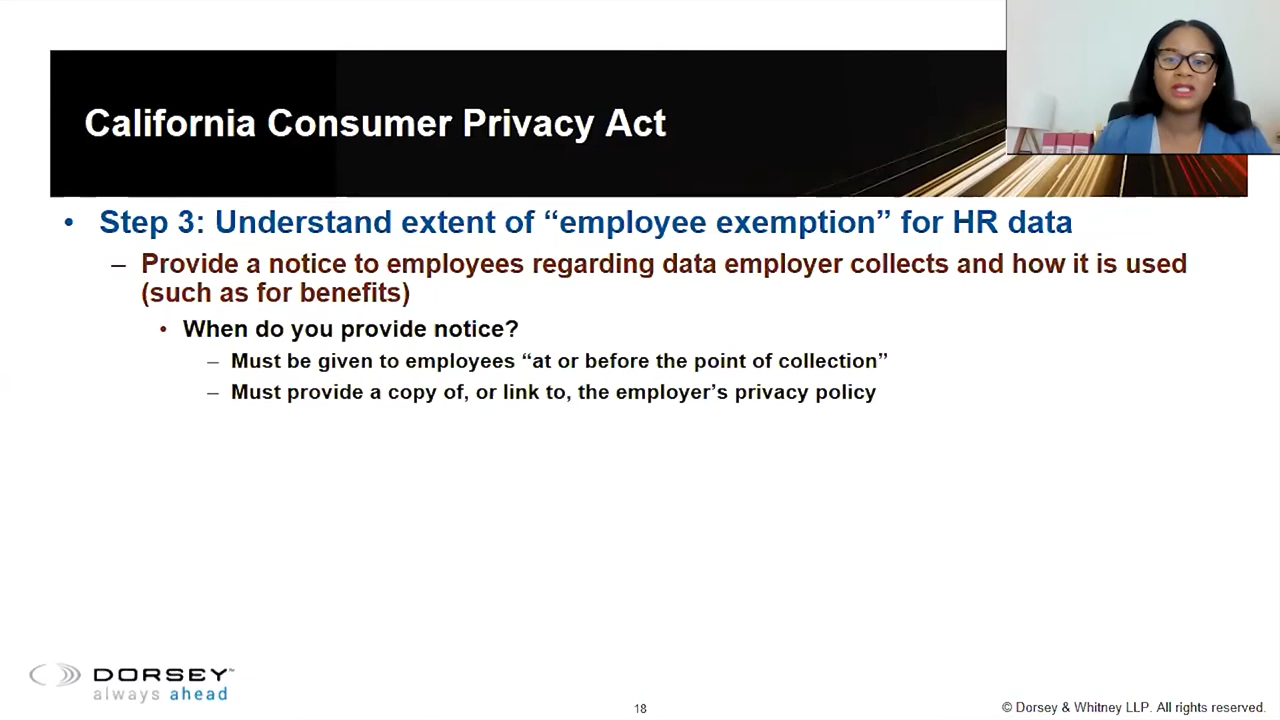 California Consumer Privacy Act
• Step 3: Understand extent of “employee exemption” for HR data
– Provide a notice to employees regarding data employer collects and how it is used
(such as for benefits)
• When do you provide notice?
– Must be given to employees “at or before the point of collection”
– Must provide a copy of, or link to, the employer’s privacy policy
DORSEY™
always ahead
18
© Dorsey & Whitney LLP. All rights reserved.